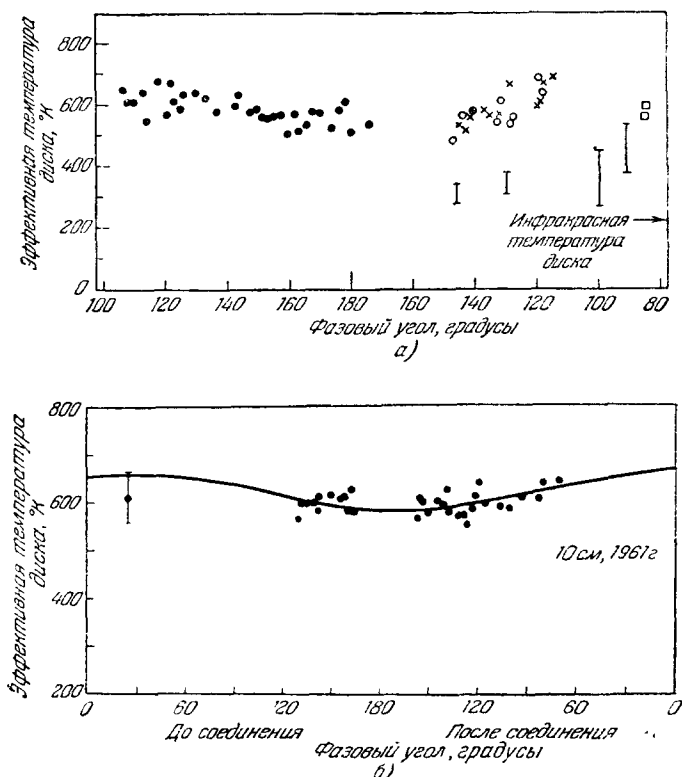 Эффективная температура
диска, °К
800
600
400
200
0
Инфракрасная
температура
диска
100 120 140 160 180 160 140 120 100 80
Фазовый угол, градусы
а)
Эффективная температура
диска, °К
800
600
400
200
10 см, 1961г
0 60 120 180 120 60 0
До соединения После соединения
Фазовый угол, градусы
б)